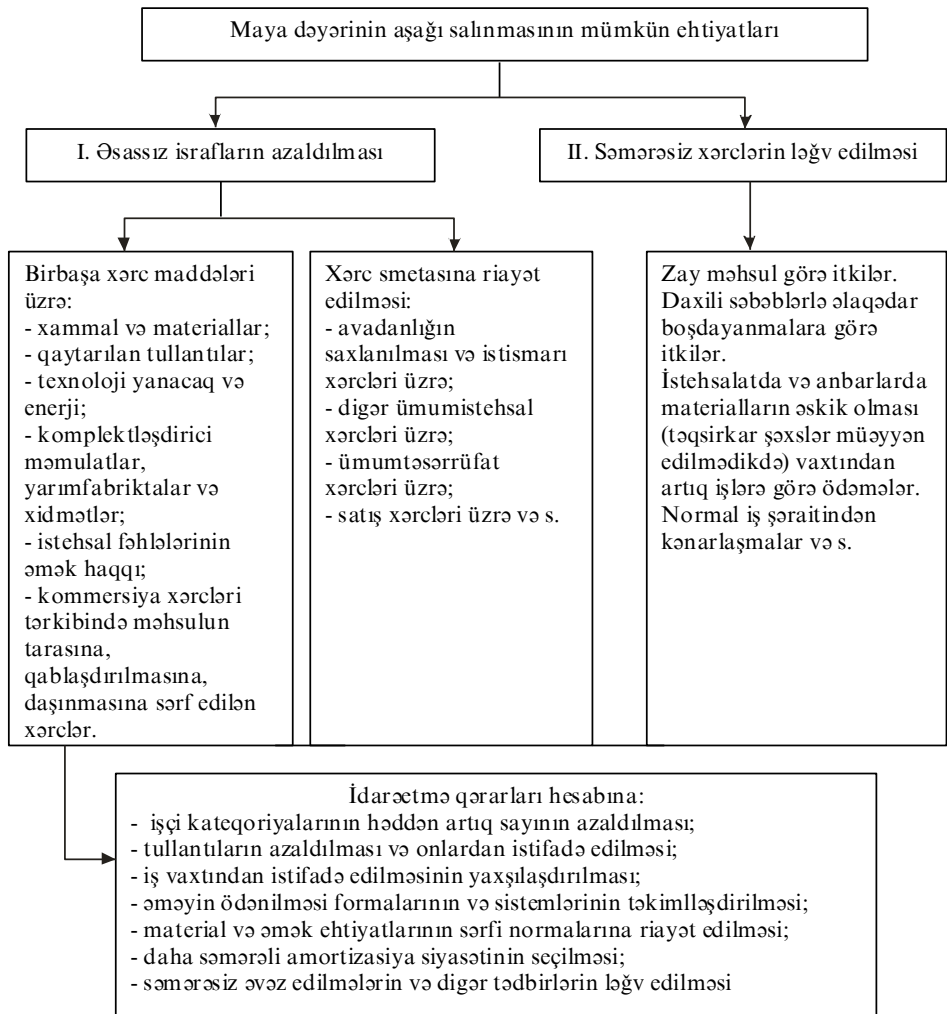 Maya dəyərinin aşağı salınmasının mümkün ehtiyatları
I. Əsassız israfların azaldılması
II. Səmərəsiz xərclərin ləğv edilməsi
Birbaşa xərc maddələri
üzrə:
- xammal və materiallar;
- qaytarılan tullantılar;
- texnoloji yanacaq və
enerji;
- komplektləşdirici
məmulatlar,
yarımfabriktalar və
xidmətlər;
- istehsal fəhlələrinin
əmək haqqı;
- kommersiya xərcləri
tərkibində məhsulun
tarasına,
qablaşdırılmasına,
daşınmasına sərf edilən
xərclər.
Xərc smetasına riayət
edilməsi:
- avadanlığın
saxlanılması və istismarı
xərcləri üzrə;
- digər ümumistehsal
xərcləri üzrə;
- ümumtəsərrüfat
xərcləri üzrə;
- satış xərcləri üzrə və s.
Zay məhsul görə itkilər.
Daxili səbəblərlə əlaqədar
boşdayanmalara görə
itkilər.
İstehsalatda və anbarlarda
materialların əskik olması
(təqsirkar şəxslər müəyyən
edilmədikdə) vaxtından
artıq işlərə görə ödəmələr.
Normal iş şəraitindən
kənarlaşmalar və s.
İdarəetmə qərarları hesabına:
- işçi kateqoriyalarının həddən artıq sayının azaldılması;
- tullantıların azaldılması və onlardan istifadə edilməsi;
- iş vaxtından istifadə edilməsinin yaxşılaşdırılması;
- əməyin ödənilməsi formalarının və sistemlərinin təkimlləşdirilməsi;
- material və əmək ehtiyatlarının sərfi normalarına riayət edilməsi;
- daha səmərəli amortizasiya siyasətinin seçilməsi;
- səmərəsiz əvəz edilmələrin və digər tədbirlərin ləğv edilməsi